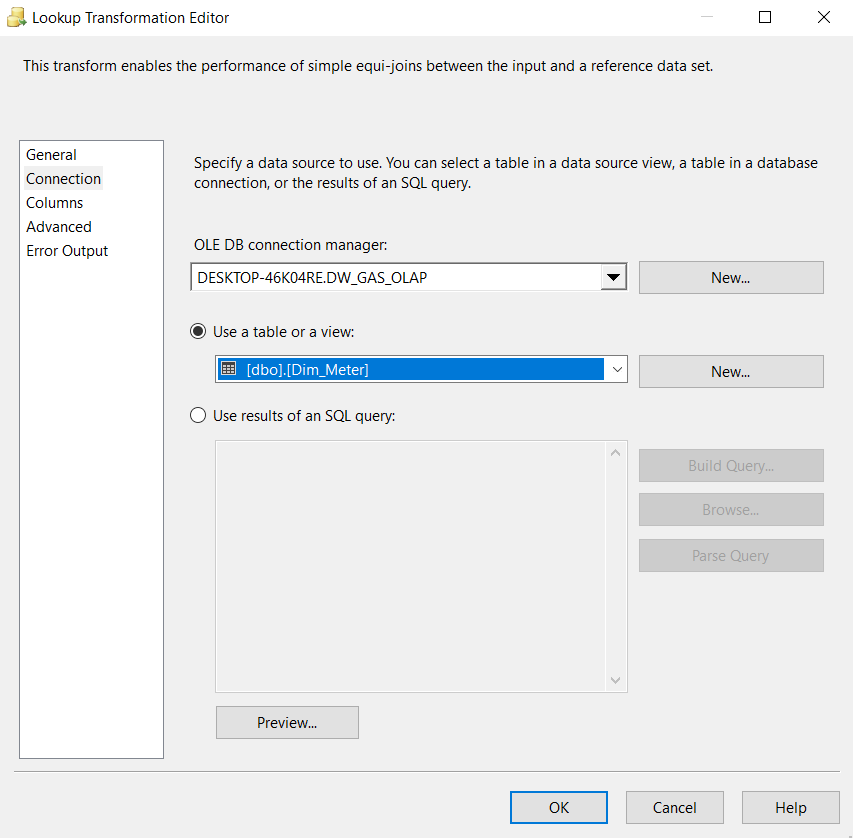 Lookup Transformation Editor
This transform enables the performance of simple equi-joins between the input and a reference data set.
General
Connection
Columns
Advanced
Error Output
Specify a data source to use. You can select a table in a data source view, a table in a database
connection, or the results of an SQL query.
OLE DB connection manager:
DESKTOP-46K04RE.DW_GAS_OLAP
New...
Use a table or a view:
[dbo].[Dim_Meter]
New...
Use results of an SQL query:
Build Query...
Browse...
Parse Query
Preview...
OK
Cancel
Help